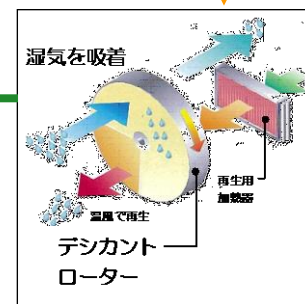 湿気を吸着
再生用
加熱器
温風で再生
デシカント
ローター